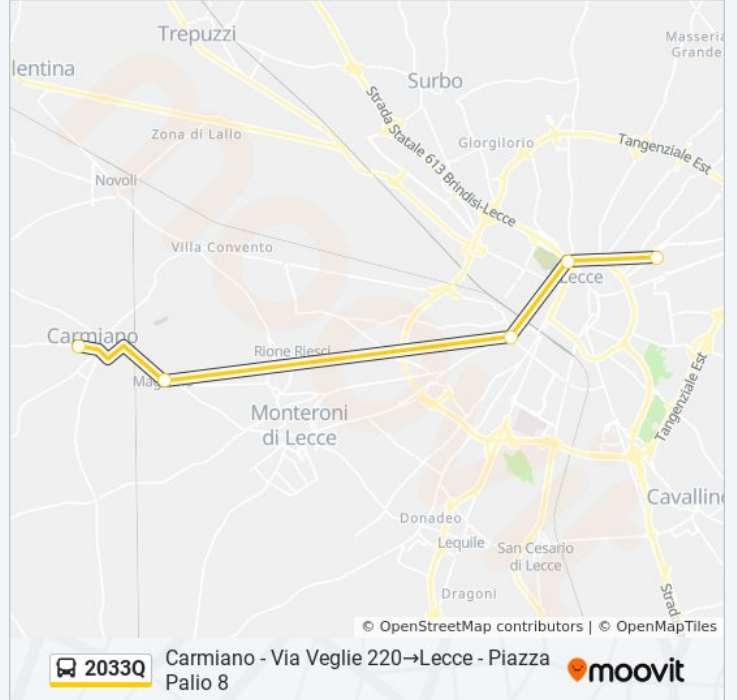 Trepuzzi
Masseria
Grande
lentina
Surbo
Zona di Lallo
Strada Statale 613 Brindisi-Lecce
Giorgilorio
Tangenziale Est
Novoli
Villa Convento
Lecce
Carmiano
Rione Riesci
Mag
Monteroni
di Lecce
Tangenziale Est
Cavallino
Donadeo
Lequile
San Cesario
di Lecce
Dragoni
Strad
© OpenStreetMap contributors | © OpenMapTiles
2033Q
Carmiano - Via Veglie 220→Lecce - Piazza
Palio 8
moovit